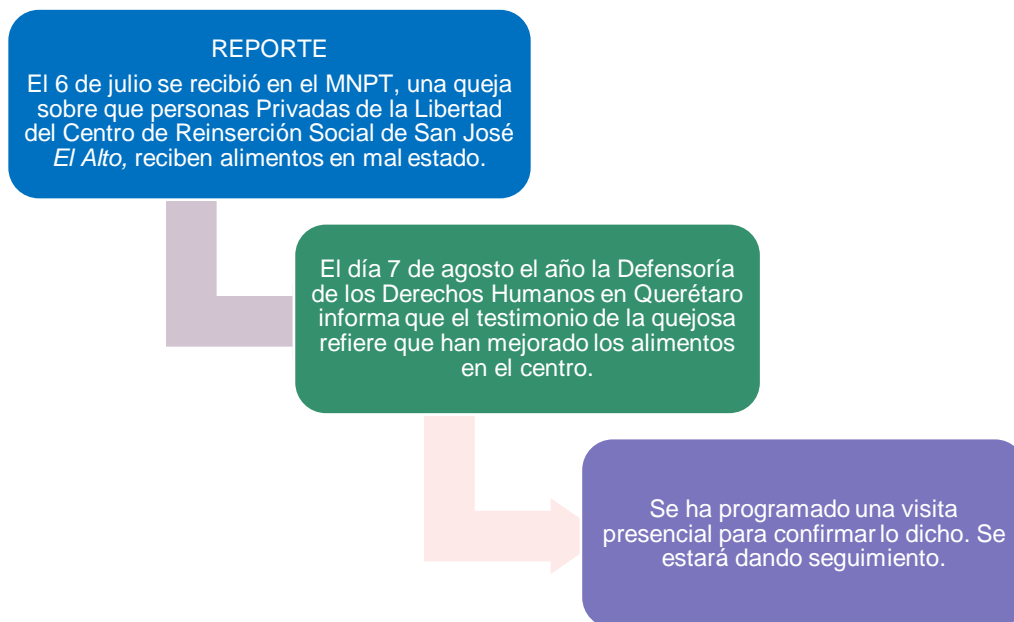 REPORTE
El 6 de julio se recibió en el MNPT, una queja
sobre que personas Privadas de la Libertad
del Centro de Reinserción Social de San José
El Alto, reciben alimentos en mal estado.
El día 7 de agosto el año la Defensoría
de los Derechos Humanos en Querétaro
informa que el testimonio de la quejosa
refiere que han mejorado los alimentos
en el centro.
Se ha programado una visita
presencial para confirmar lo dicho. Se
estará dando seguimiento.